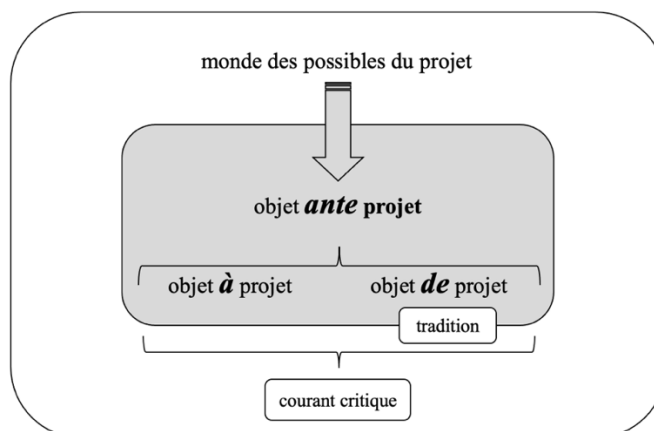 monde des possibles du projet
objet ante projet
objet à projet objet de projet
tradition
courant critique